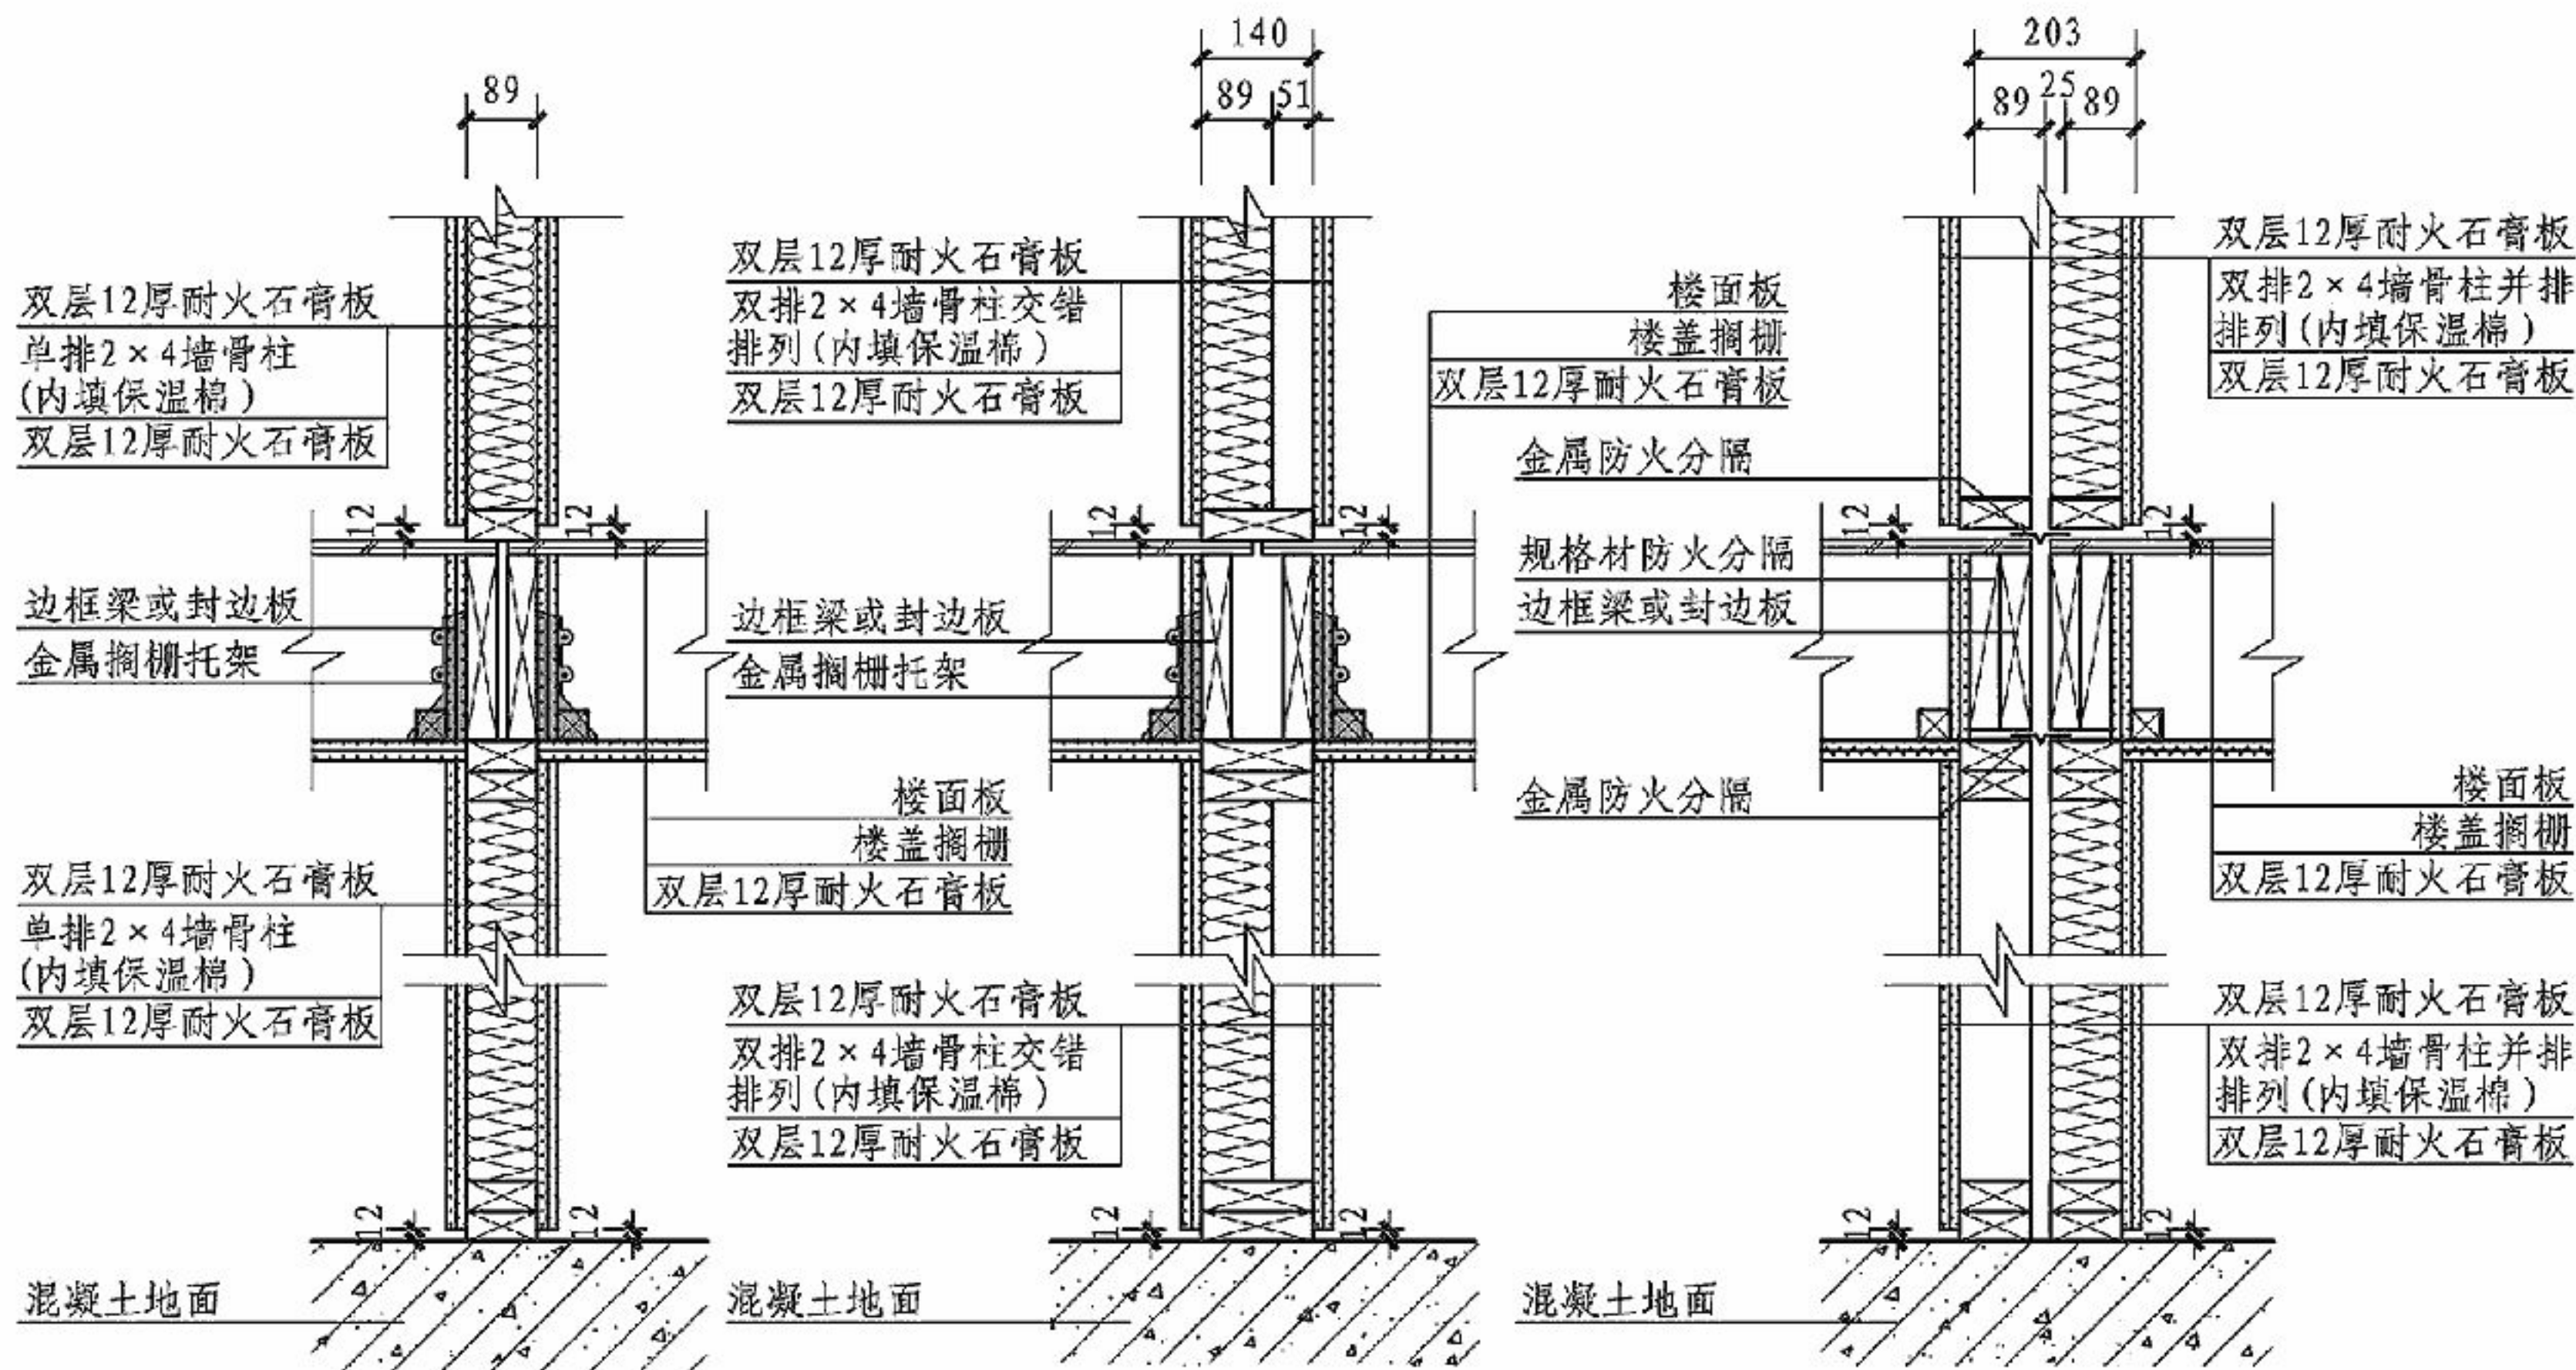 89
双层12厚耐火石膏板
单排2×4墙骨柱
(内填保温棉)
双层12厚耐火石膏板
12
12
边框梁或封边板
金属搁栅托架
楼面板
楼盖搁栅
双层12厚耐火石膏板
双层12厚耐火石膏板
单排2×4墙骨柱
(内填保温棉)
双层12厚耐火石膏板
12
12
混凝土地面
140
89
51
双层12厚耐火石膏板
双排2×4墙骨柱交错
排列(内填保温棉)
双层12厚耐火石膏板
楼面板
楼盖搁栅
双层12厚耐火石膏板
12
12
边框梁或封边板
金属搁栅托架
双层12厚耐火石膏板
双排2×4墙骨柱交错
排列(内填保温棉)
双层12厚耐火石膏板
12
12
混凝土地面
203
25
89
89
双层12厚耐火石膏板
双排2×4墙骨柱并排
排列(内填保温棉)
双层12厚耐火石膏板
金属防火分隔
12
12
规格材防火分隔
边框梁或封边板
金属防火分隔
楼面板
楼盖搁栅
双层12厚耐火石膏板
双层12厚耐火石膏板
双排2×4墙骨柱并排
排列(内填保温棉)
双层12厚耐火石膏板
12
12
混凝土地面